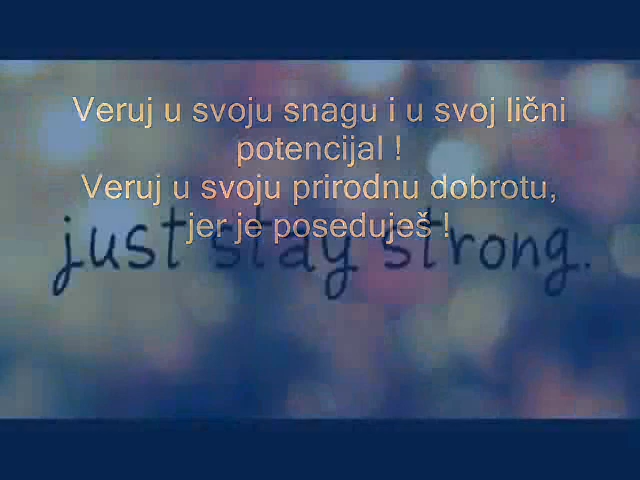 Veruj u svoju snagu i u svoj lični
potencijal !
Veruj u svoju prirodnu dobrotu,
jer je poseduješ !
just stay strong.